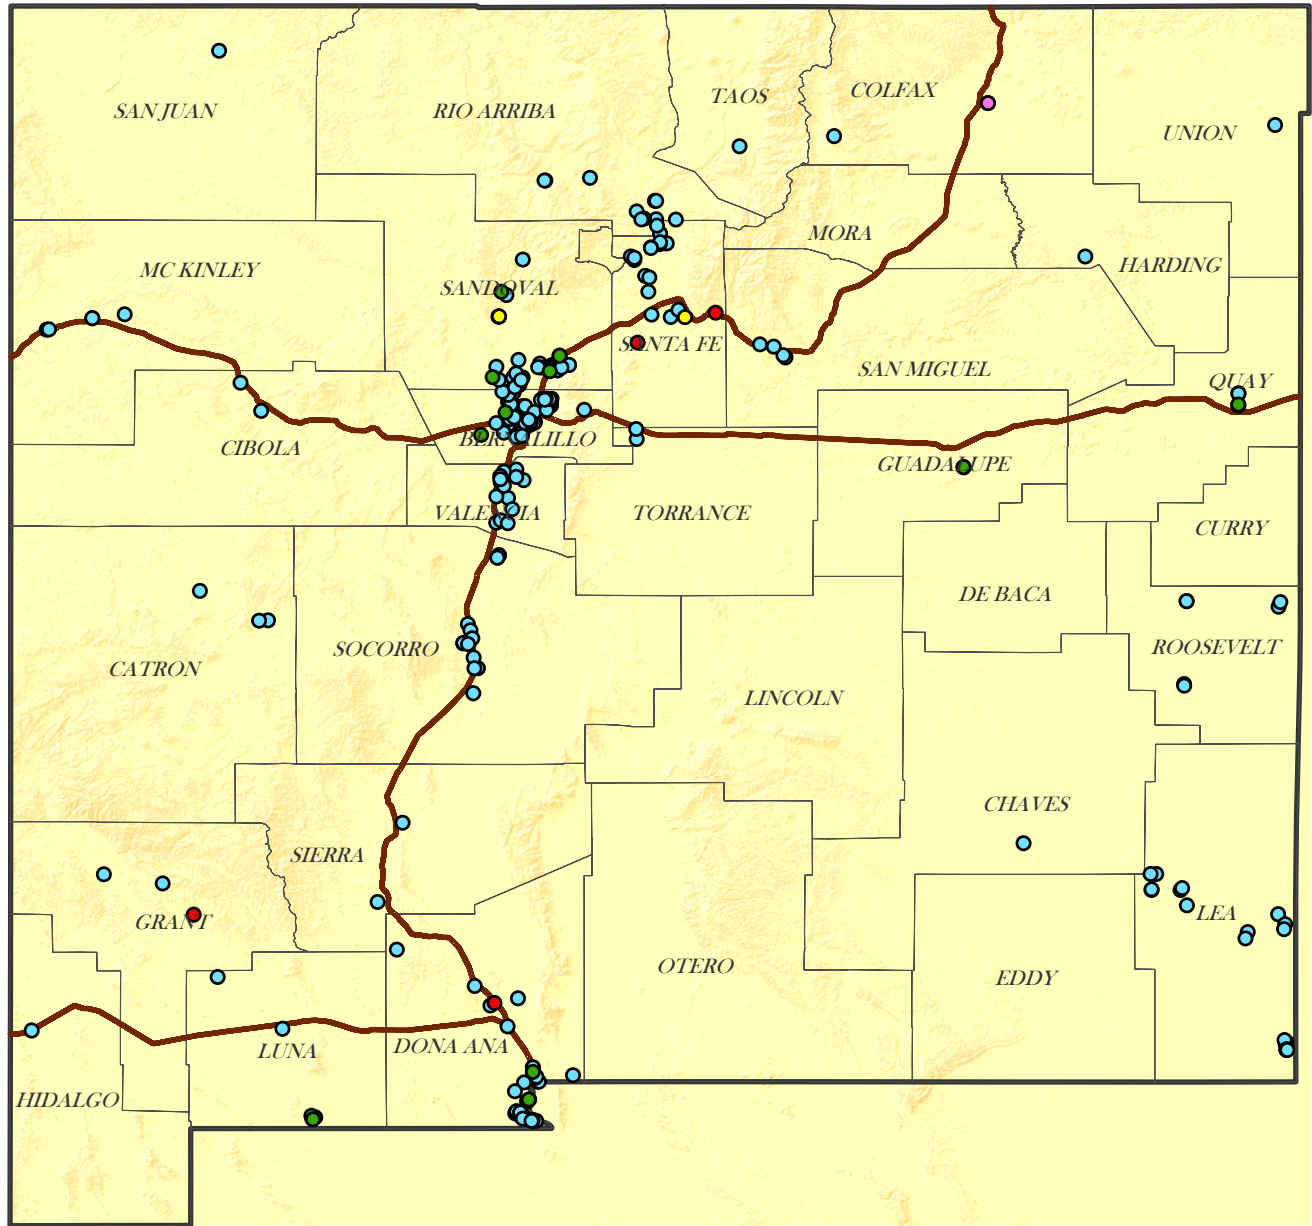 COLFAX
TAOS
SAN JUAN
RIO ARRIBA
UNION
MORA
HARDING
MC KINLEY
SANDOVAL
SANTA FE
SAN MIGUEL
QUAY
BERNALILLO
CIBOLA
GUADALUPE
VALENCIA
TORRANCE
CURRY
DE BACA
SOCORRO
ROOSEVELT
CATRON
LINCOLN
CHAVES
SIERRA
LEA
GRANT
OTERO
EDDY
DONA ANA
LUNA
HIDALGO